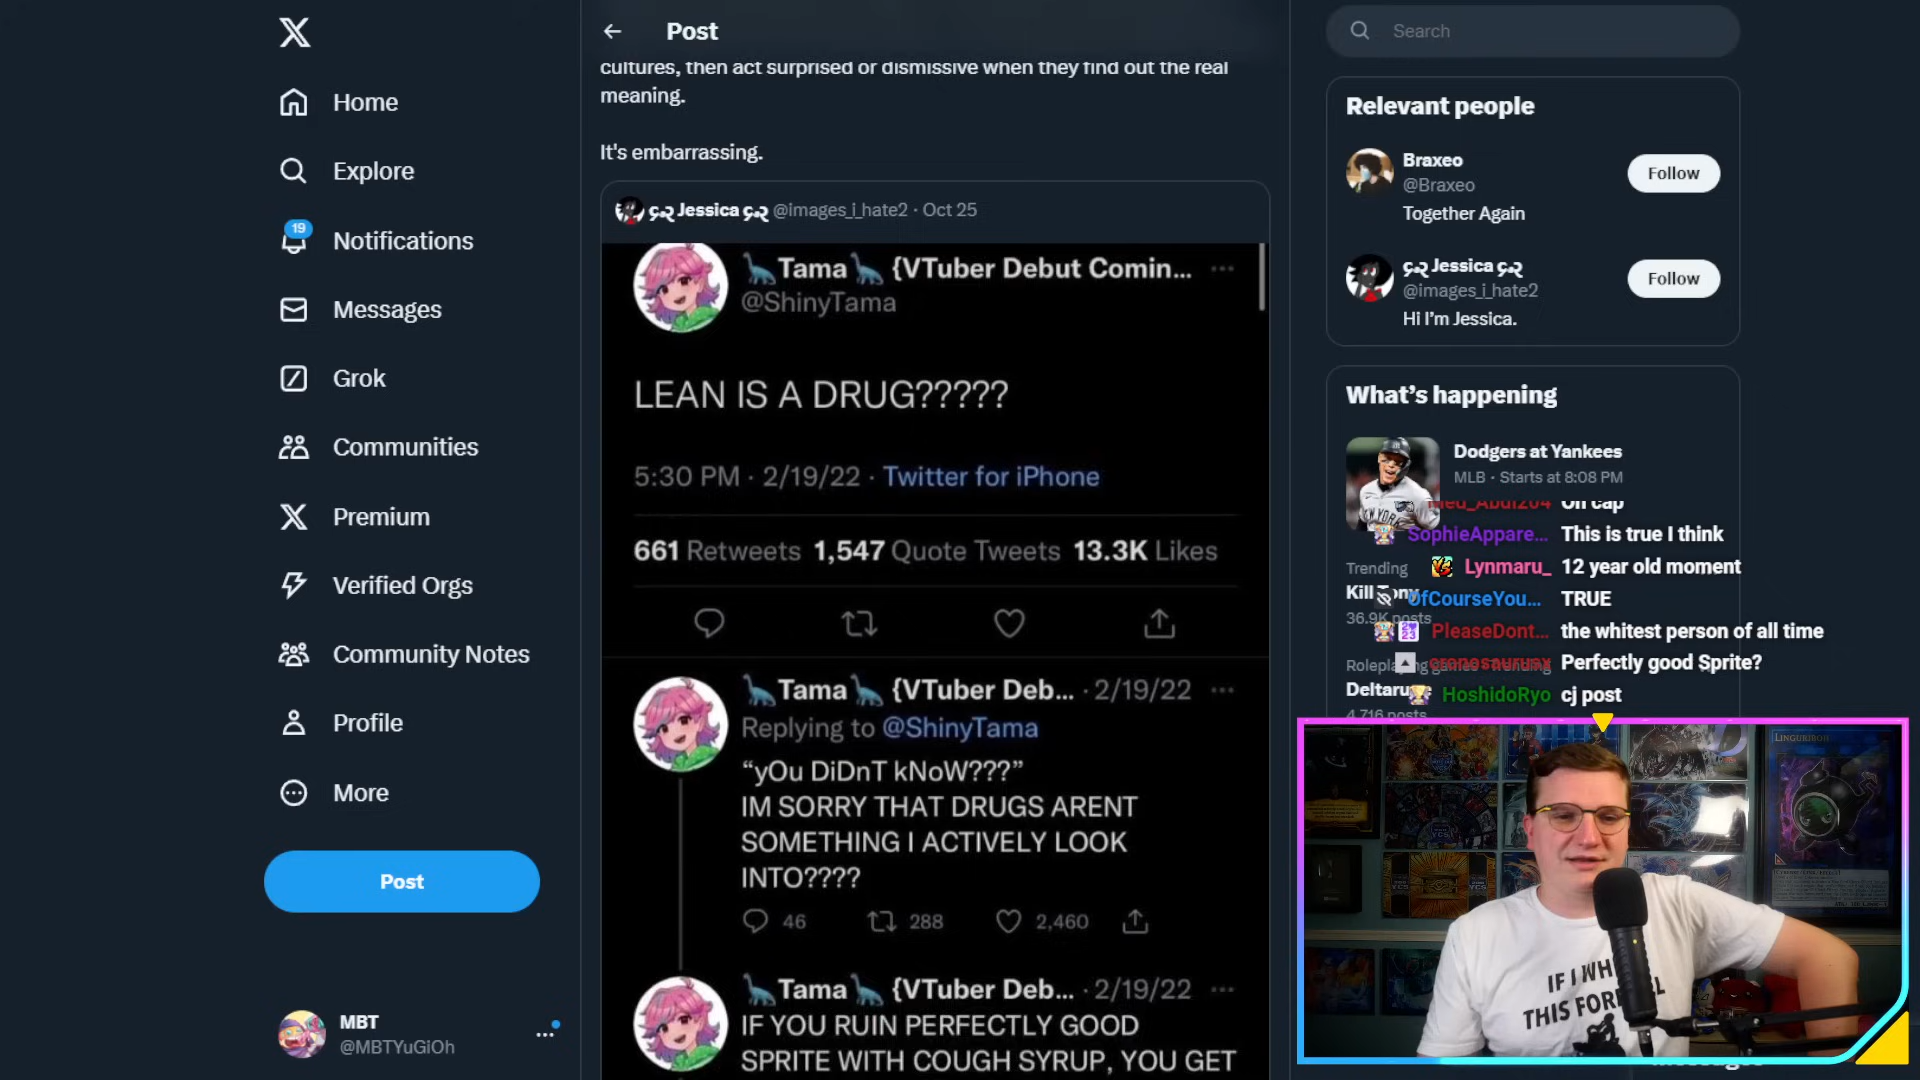 Home
Explore
19
Notifications
Messages
Grok
Communities
Premium
Verified Orgs
Community Notes
Profile
More
Post
MBT
@MBTYuGiOh
Post
cultures, then act surprised or dismissive when they find out the real
meaning.
It's embarrassing.
Jessica @images_i_hate2 · Oct 25
Tama {VTuber Debut Comin...
@ShinyTama
LEAN IS A DRUG?????
5:30 PM · 2/19/22 · Twitter for iPhone
661 Retweets 1,547 Quote Tweets 13.3K Likes
Tama {VTuber Deb... · 2/19/22
Replying to @ShinyTama
“yOu DiDnT kNoW???”
IM SORRY THAT DRUGS ARENT
SOMETHING I ACTIVELY LOOK
INTO????
46 288 2,460
Tama {VTuber Deb... · 2/19/22
IF YOU RUIN PERFECTLY GOOD
SPRITE WITH COUGH SYRUP, YOU GET
Search
Relevant people
Braxeo
@Braxeo
Follow
Together Again
Jessica
@images_i_hate2
Follow
Hi I’m Jessica.
What’s happening
Dodgers at Yankees
MLB · Starts at 8:08 PM
On cap
SophieAppare... This is true I think
Trending
Lynmaru_ 12 year old moment
Kill Tony
OfCourseYou... TRUE
36.9K posts
PleaseDont... the whitest person of all time
cronosaurusx Perfectly good Sprite?
Deltarune
HoshidoRyo cj post
4,716 posts
LINGURIBOH
IF I WH
THIS FOR